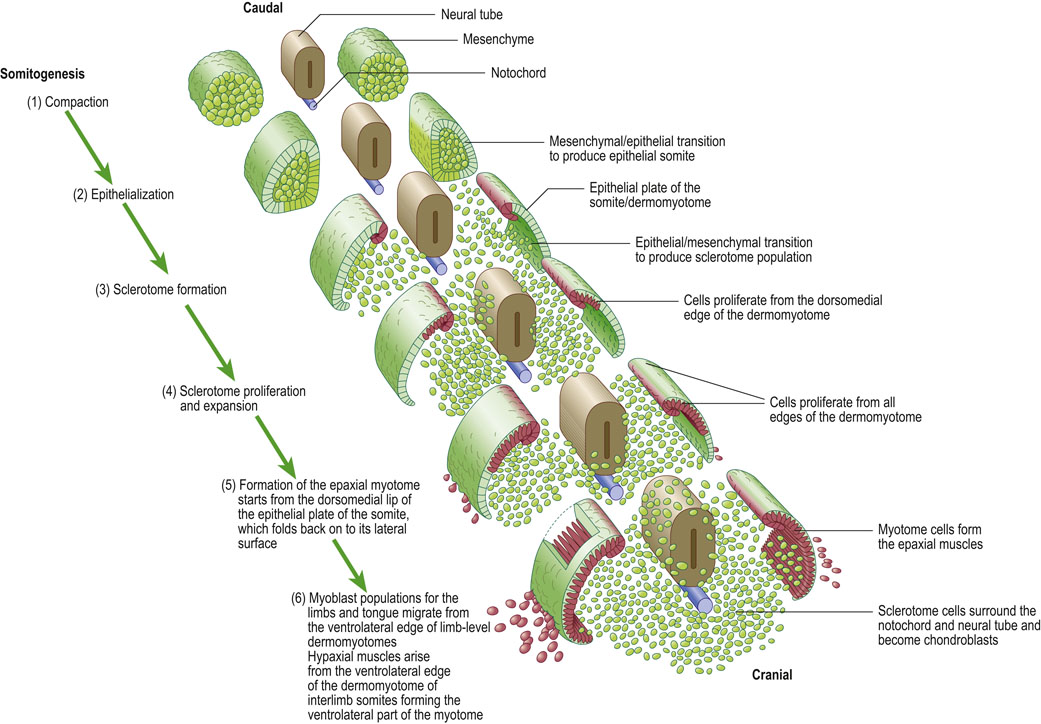 Caudal
Neural tube
Mesenchyme
Notochord
Somitogenesis
(1) Compaction
Mesenchymal/epithelial transition
to produce epithelial somite
(2) Epithelialization
Epithelial plate of the
somite/dermomyotome
Epithelial/mesenchymal transition
to produce sclerotome population
(3) Sclerotome formation
Cells proliferate from the dorsomedial
edge of the dermomyotome
(4) Sclerotome proliferation
and expansion
Cells proliferate from all
edges of the dermomyotome
(5) Formation of the epaxial myotome
starts from the dorsomedial lip of
the epithelial plate of the somite,
which folds back on to its lateral
surface
Myotome cells form
the epaxial muscles
(6) Myoblast populations for the
limbs and tongue migrate from
the ventrolateral edge of limb-level
dermomyotomes
Hypaxial muscles arise
from the ventrolateral edge
of the dermomyotome of
interlimb somites forming the
ventrolateral part of the myotome
Sclerotome cells surround the
notochord and neural tube and
become chondroblasts
Cranial